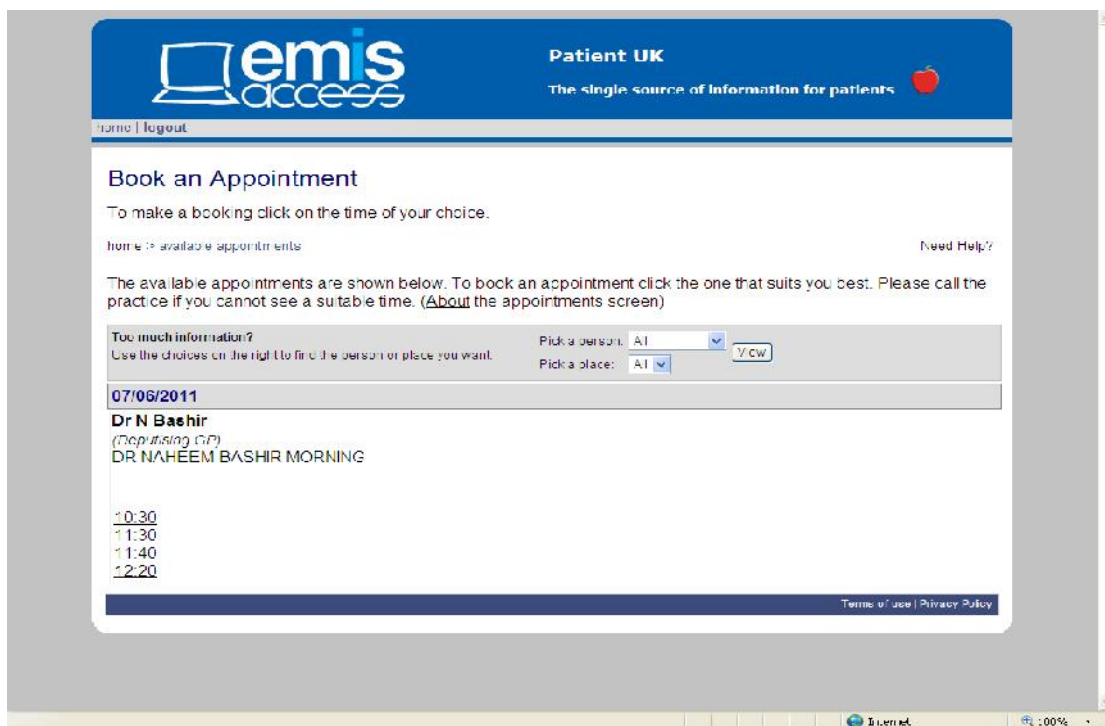 emis
access
Patient UK
The single source of information for patients
home | logout
Book an Appointment
To make a booking click on the time of your choice.
home > available appointments
Need Help?
The available appointments are shown below. To book an appointment click the one that suits you best. Please call the
practice if you cannot see a suitable time. (About the appointments screen)
Too much information?
Use the choices on the right to find the person or place you want.
Pick a person: All
View
Pick a place: All
07/06/2011
Dr N Bashir
(Deputising GP)
DR NAHEEM BASHIR MORNING
10:30
11:30
11:40
12:20
Terms of use | Privacy Policy
Internet
100%